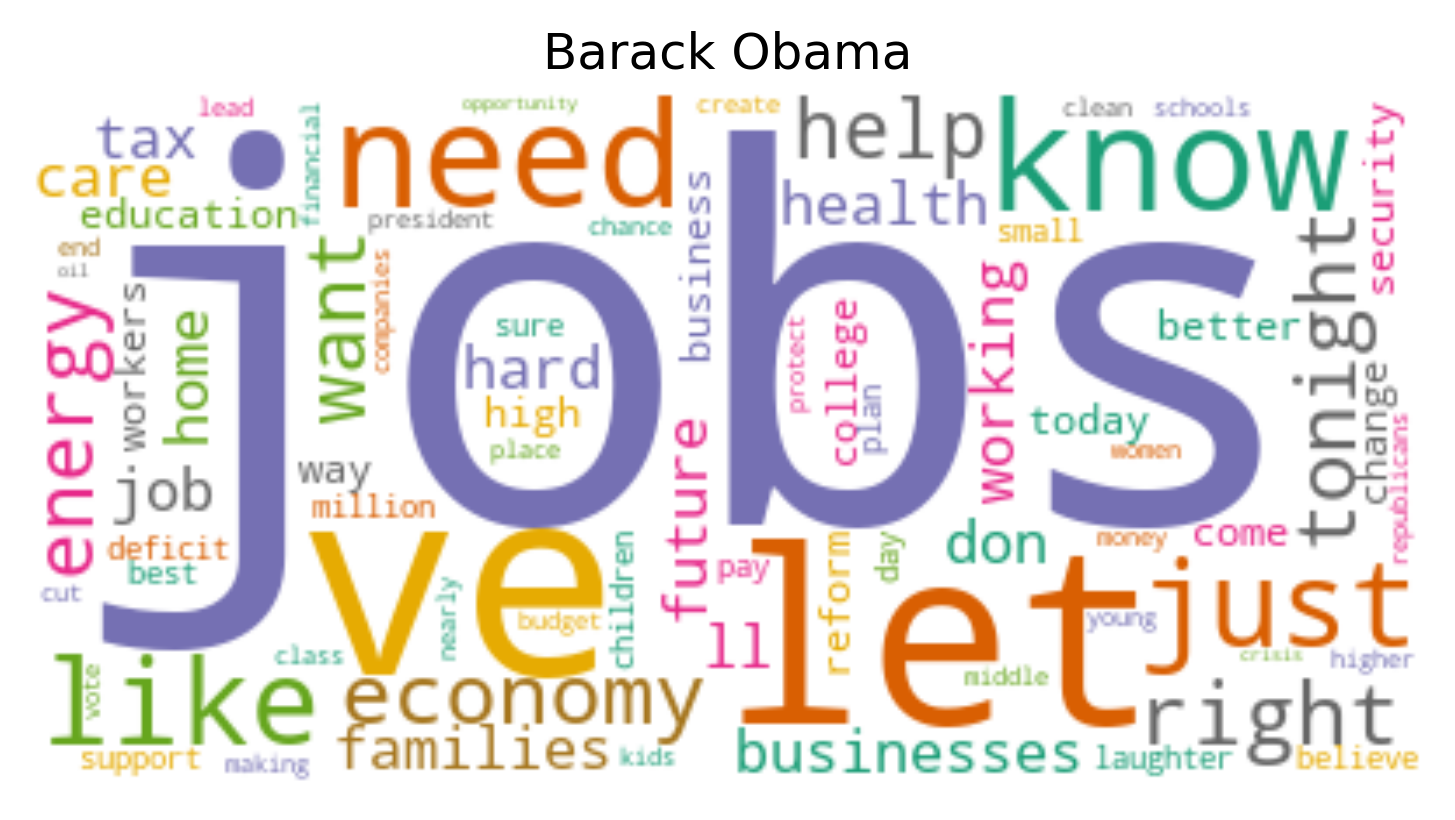 Barack Obama
lead
tax
care
education
financial
opportunity
need
president
chance
create
help
health
business
clean
schools
know
small
security
end
oil
jobs
want
companies
energy
workers
home
sure
hard
high
place
protect
college
plan
working
better
today
women
tonight
change
republicans
job
way
million
future
deficit
best
cut
ve
nearly
budget
children
pay
ll
reform
day
don
let
money
come
just
young
crisis
higher
middle
class
like
vote
economy
families
support
making
kids
businesses
laughter
right
believe